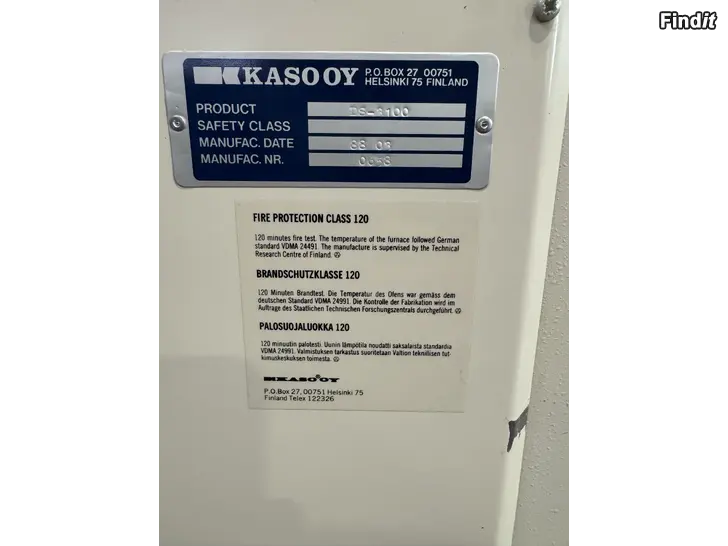 Findit
KASO OY P.O. BOX 27 00751
HELSINKI 75 FINLAND
PRODUCT
SAFETY CLASS
MANUFAC. DATE 88 03
MANUFAC. NR. 0658
FIRE PROTECTION CLASS 120
120 minutes fire test. The temperature of the furnace followed German
standard VDMA 24491. The manufacture is supervised by the Technical
Research Centre of Finland.
BRANDSCHUTZKLASSE 120
120 Minuten Brandtest. Die Temperatur des Ofens war gemäss dem
deutschen Standard VDMA 24991. Die Kontrolle der Fabrikation wird im
Auftrage des Staatlichen Technischen Forschungszentrals durchgeführt.
PALOSUOJALUOKKA 120
120 minuutin palotesti. Uunin lämpötila noudatti saksalaista standardia
VDMA 24991. Valmistuksen tarkastus suoritetaan Valtion teknillisen tut-
kimuskeskuksen toimesta.
KASO OY
P.O.Box 27, 00751 Helsinki 75
Finland Telex 122326